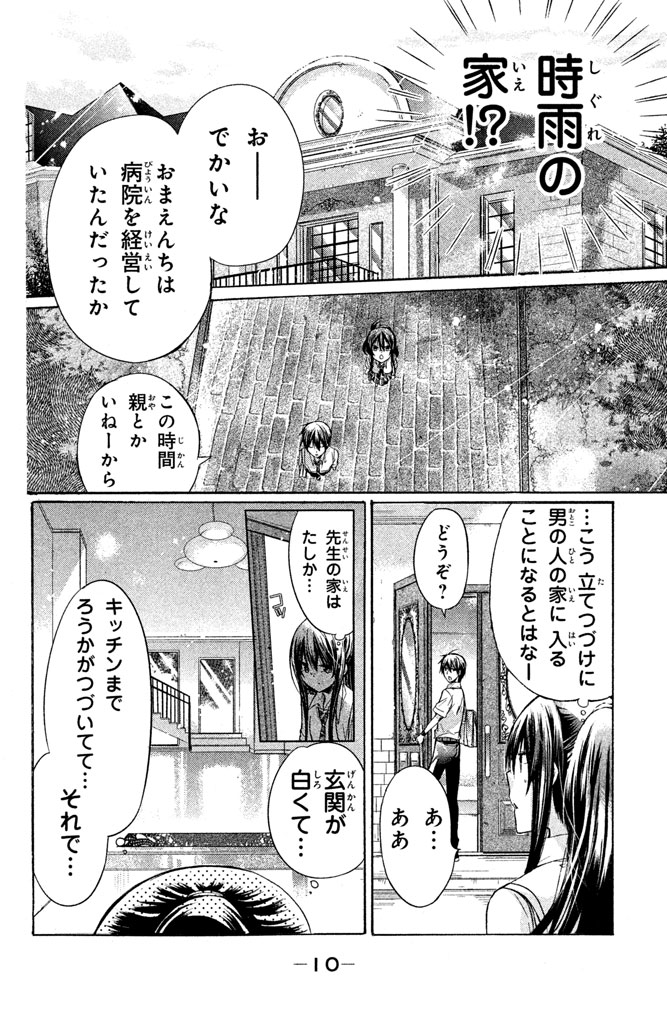 時雨の
家!?
おーー
でかいな
おまえんちは
病院を経営して
いたんだったか
この時間
親とか
いねーから
…こう 立てつづけに
男の人の家に 入る
ことになるとはなー
どうぞ?
あ…
ああ
先生の家は
たしか…
コツ
玄関が
白くて…
キッチンまで
ろうかがつづいてて…
それで…
—10—